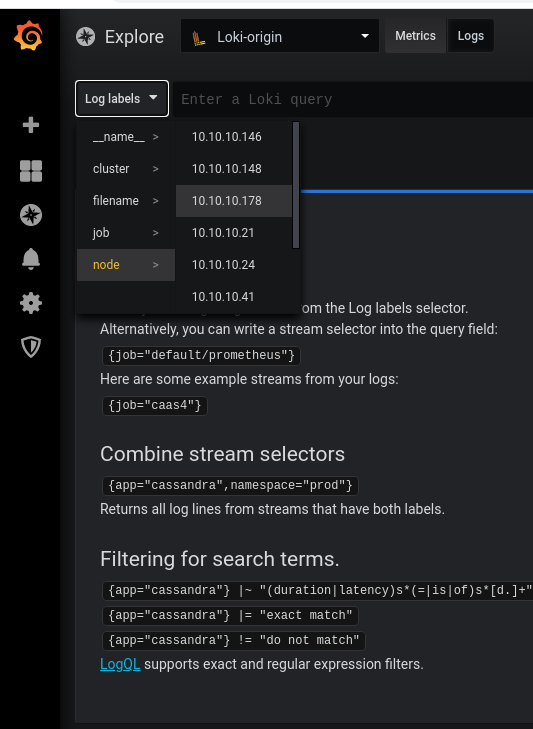 Explore
Loki-origin
Metrics
Logs
Log labels
Enter a Loki query
__name__ >
cluster >
filename >
job >
node >
10.10.10.146
10.10.10.148
10.10.10.178
10.10.10.21
10.10.10.24
10.10.10.41
om the Log labels selector.
Alternatively, you can write a stream selector into the query field:
{job="default/prometheus"}
Here are some example streams from your logs:
{job="caas4"}
Combine stream selectors
{app="cassandra",namespace="prod"}
Returns all log lines from streams that have both labels.
Filtering for search terms.
{app="cassandra"} |~ "(duration|latency)s*(=|is|of)s*[d.]+"
{app="cassandra"} |= "exact match"
{app="cassandra"} != "do not match"
LogQL supports exact and regular expression filters.